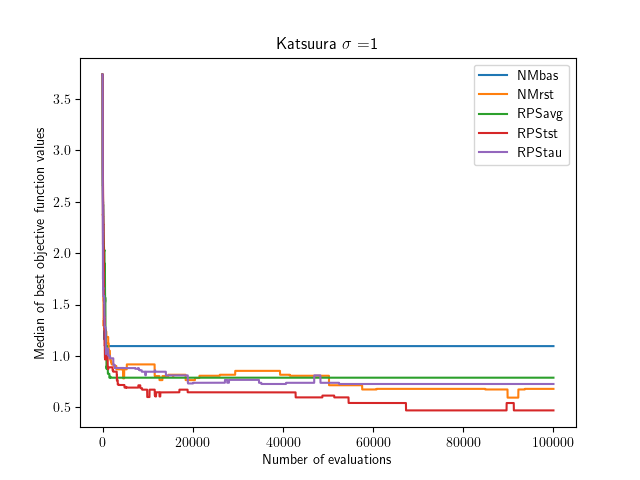 Katsuura σ =1
Median of best objective function values
3.5
3.0
2.5
2.0
1.5
1.0
0.5
NMbas
NMrst
RPSavg
RPStst
RPStau
0 20000 40000 60000 80000 100000
Number of evaluations